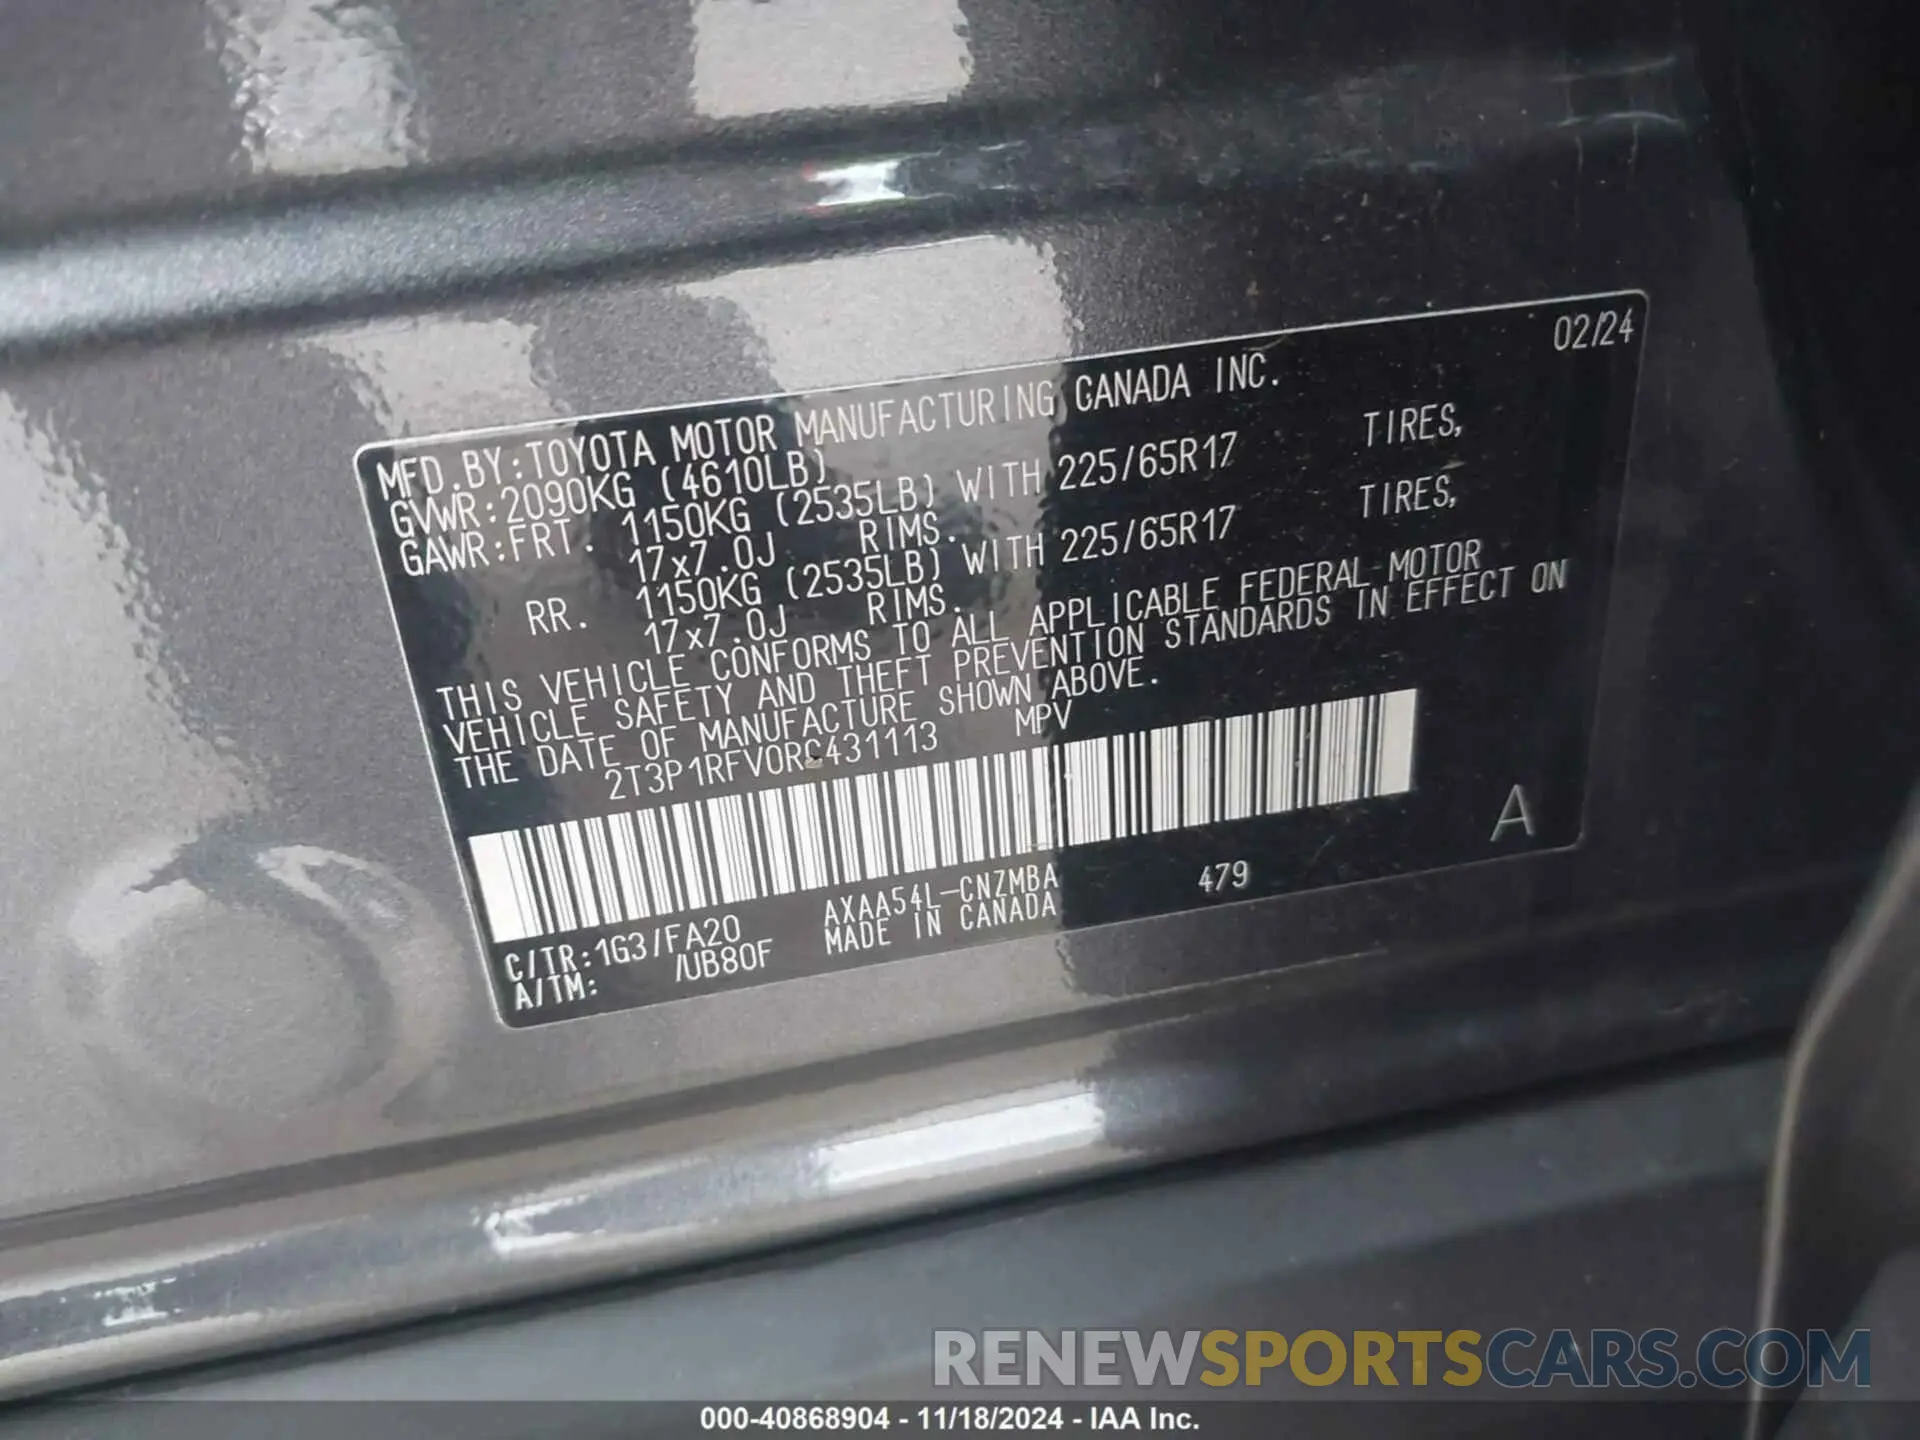 02/24
MFD.BY:TOYOTA MOTOR MANUFACTURING CANADA INC.
GVWR:2090KG (4610LB)
GAWR:FRT. 1150KG (2535LB) WITH 225/65R17 TIRES,
17x7.0J RIMS.
RR. 1150KG (2535LB) WITH 225/65R17 TIRES,
17x7.0J RIMS.
THIS VEHICLE CONFORMS TO ALL APPLICABLE FEDERAL MOTOR
VEHICLE SAFETY AND THEFT PREVENTION STANDARDS IN EFFECT ON
THE DATE OF MANUFACTURE SHOWN ABOVE.
2T3P1RFV0RC431113 MPV
A
C/TR:1G3/FA20 AXAA54L-CNZMBA 479
A/TM: /UB80F MADE IN CANADA
RENEWSPORTSCARS.COM
000-40868904 - 11/18/2024 - IAA Inc.